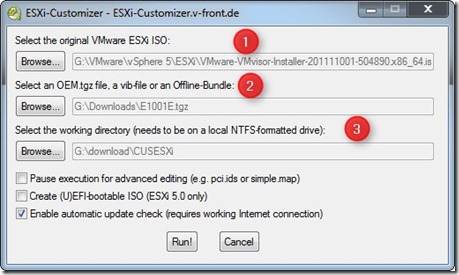 ESXi-Customizer - ESXi-Customizer.v-front.de
Select the original VMware ESXi ISO:
1
Browse...
G:\VMware\vSphere 5\ESXi\VMware-VMvisor-Installer-201111001-504890.x86_64.is
Select an OEM.tgz file, a vib-file or an Offline-Bundle:
2
Browse...
G:\Downloads\E1001E.tgz
Select the working directory (needs to be on a local NTFS-formatted drive):
3
Browse...
G:\download\CUSESXi
Pause execution for advanced editing (e.g. pci.ids or simple.map)
Create (U)EFI-bootable ISO (ESXi 5.0 only)
Enable automatic update check (requires working Internet connection)
Run! Cancel